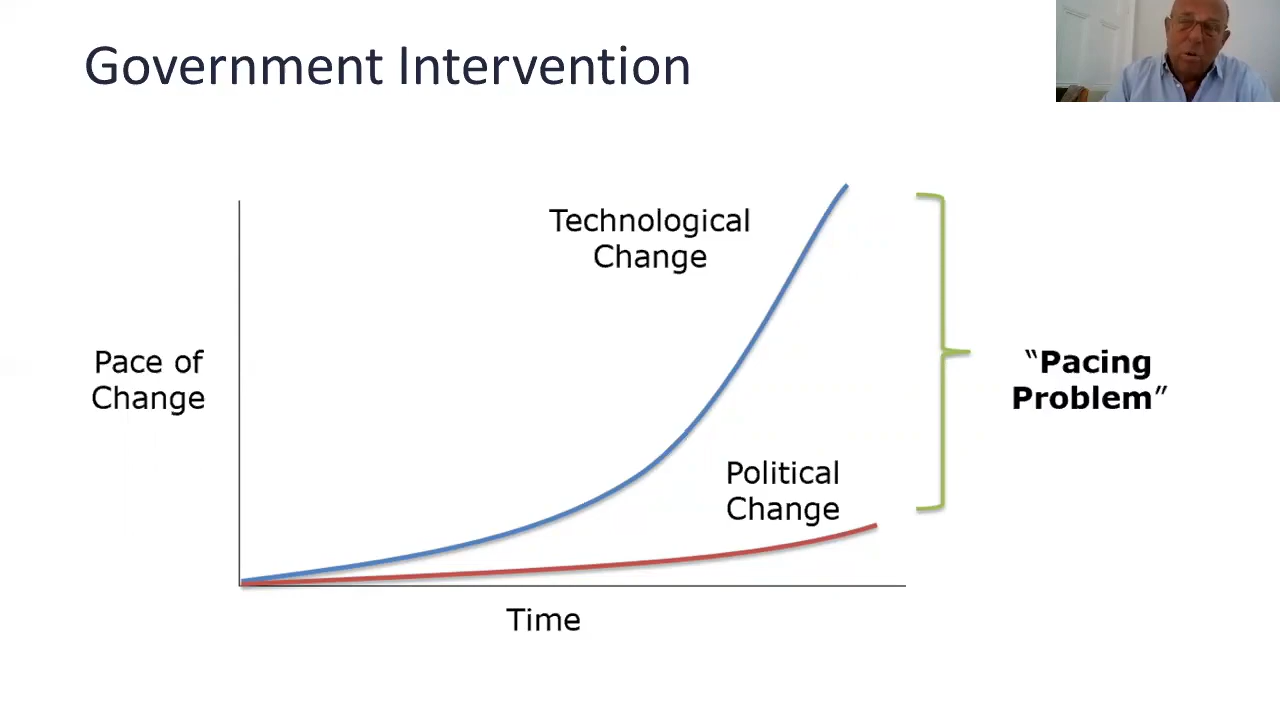 Government Intervention
Technological
Change
Pace of
Change
“Pacing
Problem”
Political
Change
Time